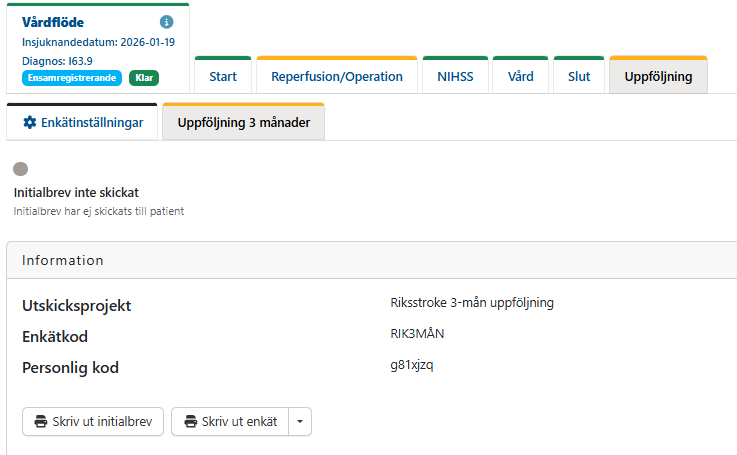 Vårdflöde
Insjuknandedatum: 2026-01-19
Diagnos: I63.9
Ensamregistrerande Klar
Start Reperfusion/Operation NIHSS Vård Slut Uppföljning
Enkätinställningar Uppföljning 3 månader
Initialbrev inte skickat
Initialbrev har ej skickats till patient
Information
Utskicksprojekt Riksstroke 3-mån uppföljning
Enkätkod RIK3MÅN
Personlig kod g81xjzq
Skriv ut initialbrev Skriv ut enkät